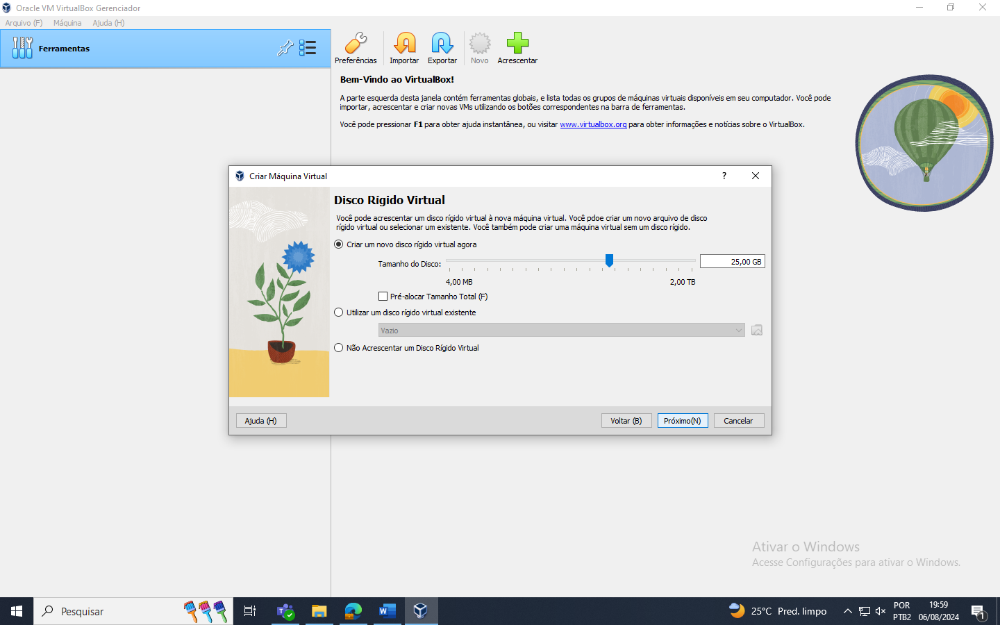 Oracle VM VirtualBox Gerenciador
Arquivo (F) Máquina Ajuda (H)
Ferramentas
Preferências Importar Exportar Novo Acrescentar
Bem-Vindo ao VirtualBox!
A parte esquerda desta janela contém ferramentas globais, e lista todas os grupos de máquinas virtuais disponíveis em seu computador. Você pode
importar, acrescentar e criar novas VMs utilizando os botões correspondentes na barra de ferramentas.
Você pode pressionar F1 para obter ajuda instantânea, ou visitar www.virtualbox.org para obter informações e notícias sobre o VirtualBox.
Criar Máquina Virtual
?
Disco Rígido Virtual
Você pode acrescentar um disco rígido virtual à nova máquina virtual. Você pdoe criar um novo arquivo de disco
rígido virtual ou selecionar um existente. Você também pode criar uma máquina virtual sem um disco rígido.
Criar um novo disco rígido virtual agora
Tamanho do Disco: 25,00 GB
4,00 MB 2,00 TB
Pré-alocar Tamanho Total (F)
Utilizar um disco rígido virtual existente
Vazio
Não Acrescentar um Disco Rígido Virtual
Ajuda (H) Voltar (B) Próximo(N) Cancelar
Ativar o Windows
Acesse Configurações para ativar o Windows.
Pesquisar
25°C Pred. limpo
POR
PTB2
19:59
06/08/2024
1